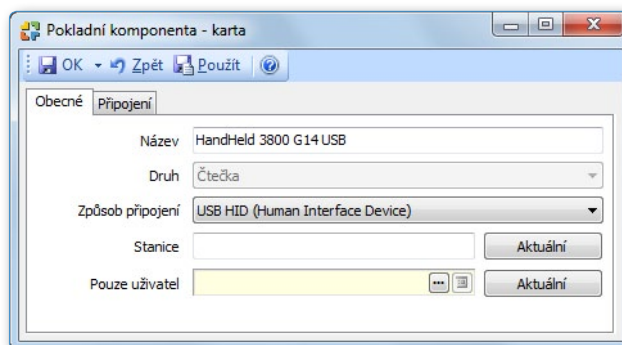 Pokladní komponenta - karta
OK Zpět Použít
Obecné Připojení
Název HandHeld 3800 G14 USB
Druh Čtečka
Způsob připojení USB HID (Human Interface Device)
Stanice Aktuální
Pouze uživatel ... Aktuální